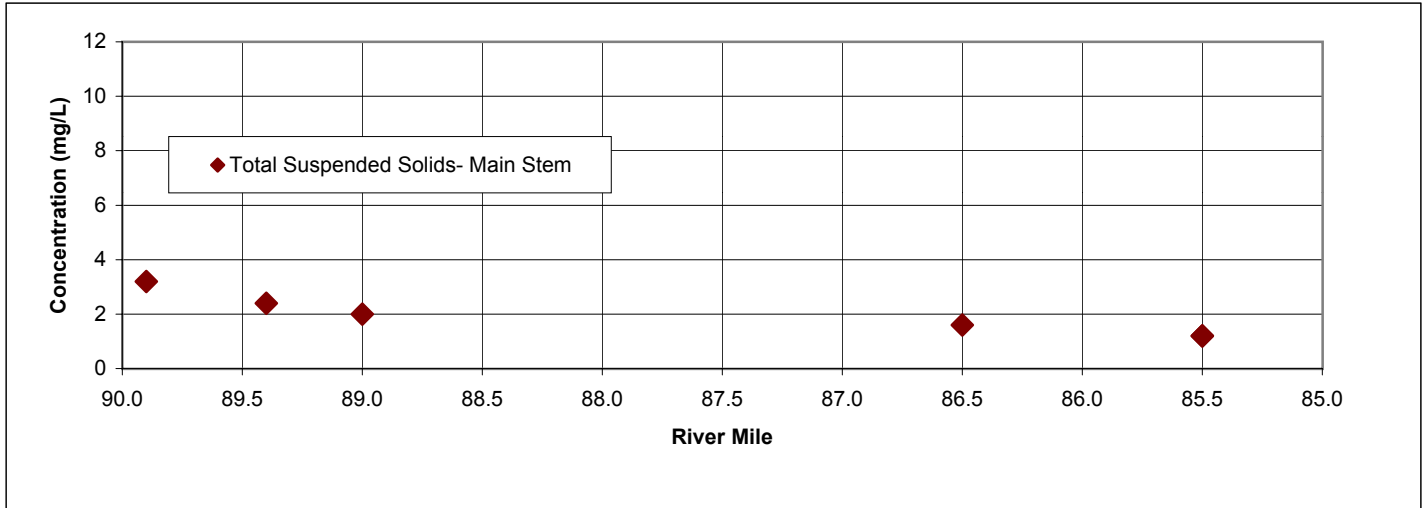 12
10
8
6
4
2
0
Concentration (mg/L)
Total Suspended Solids- Main Stem
90.0 89.5 89.0 88.5 88.0 87.5 87.0 86.5 86.0 85.5 85.0
River Mile